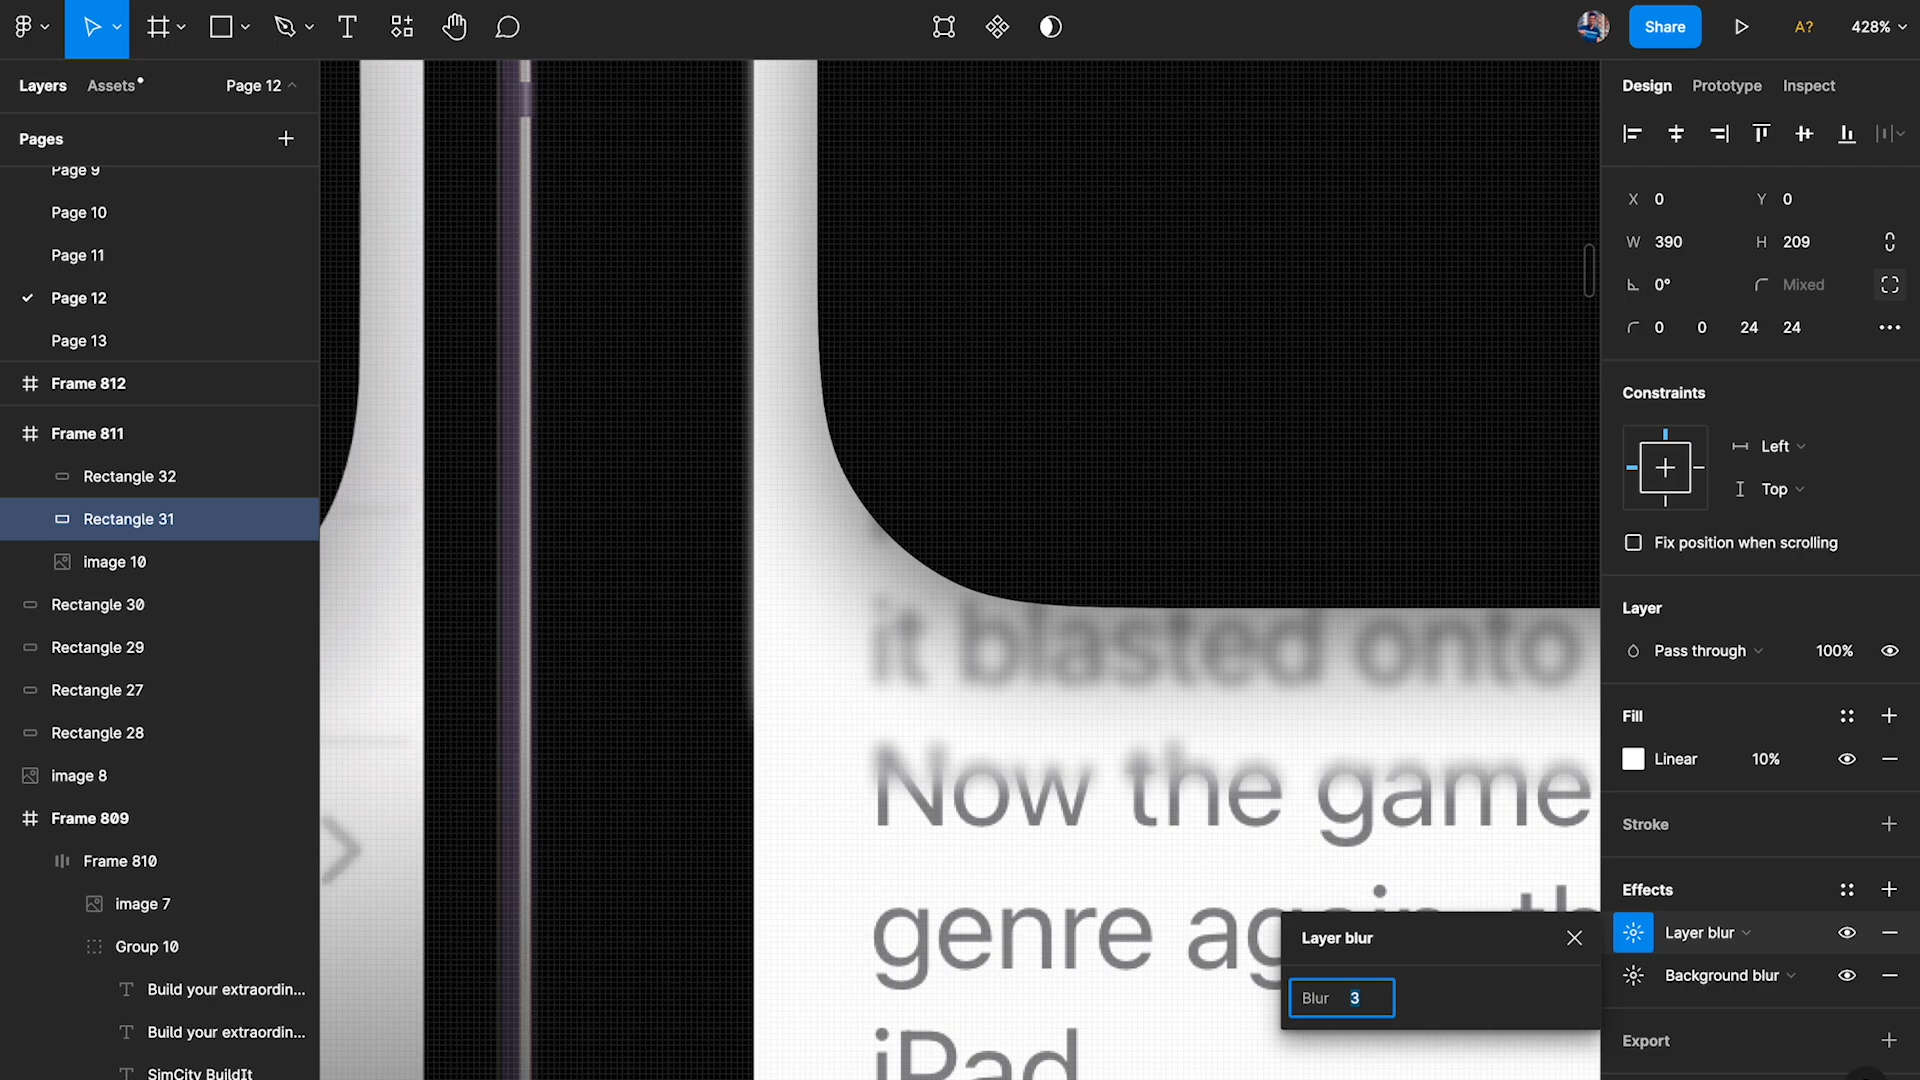 Share
A?
428%
Layers
Assets
Page 12
Design
Prototype
Inspect
Pages
Page 9
Page 10
Page 11
Page 12
Page 13
Frame 812
Frame 811
Rectangle 32
Rectangle 31
image 10
Rectangle 30
Rectangle 29
Rectangle 27
Rectangle 28
image 8
Frame 809
Frame 810
image 7
Group 10
Build your extraordin...
Build your extraordin...
SimCity BuildIt
it blasted onto
Now the game
genre again, th
iPad
Layer blur
Blur 3
X 0 Y 0
W 390 H 209
0° Mixed
0 0 24 24
Constraints
Left
Top
Fix position when scrolling
Layer
Pass through 100%
Fill
Linear 10%
Stroke
Effects
Layer blur
Background blur
Export